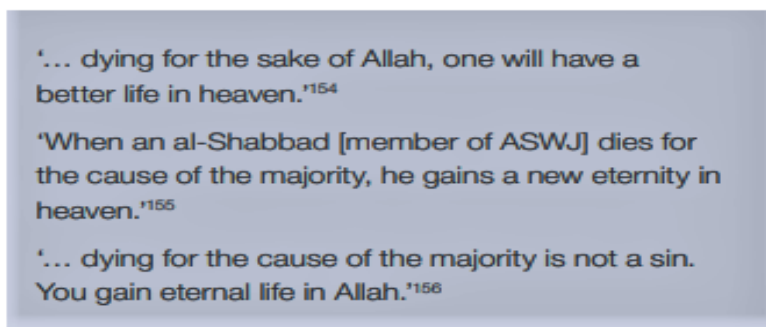 ‘… dying for the sake of Allah, one will have a
better life in heaven.’154
‘When an al-Shabbad [member of ASWJ] dies for
the cause of the majority, he gains a new eternity in
heaven.’155
‘… dying for the cause of the majority is not a sin.
You gain eternal life in Allah.’156